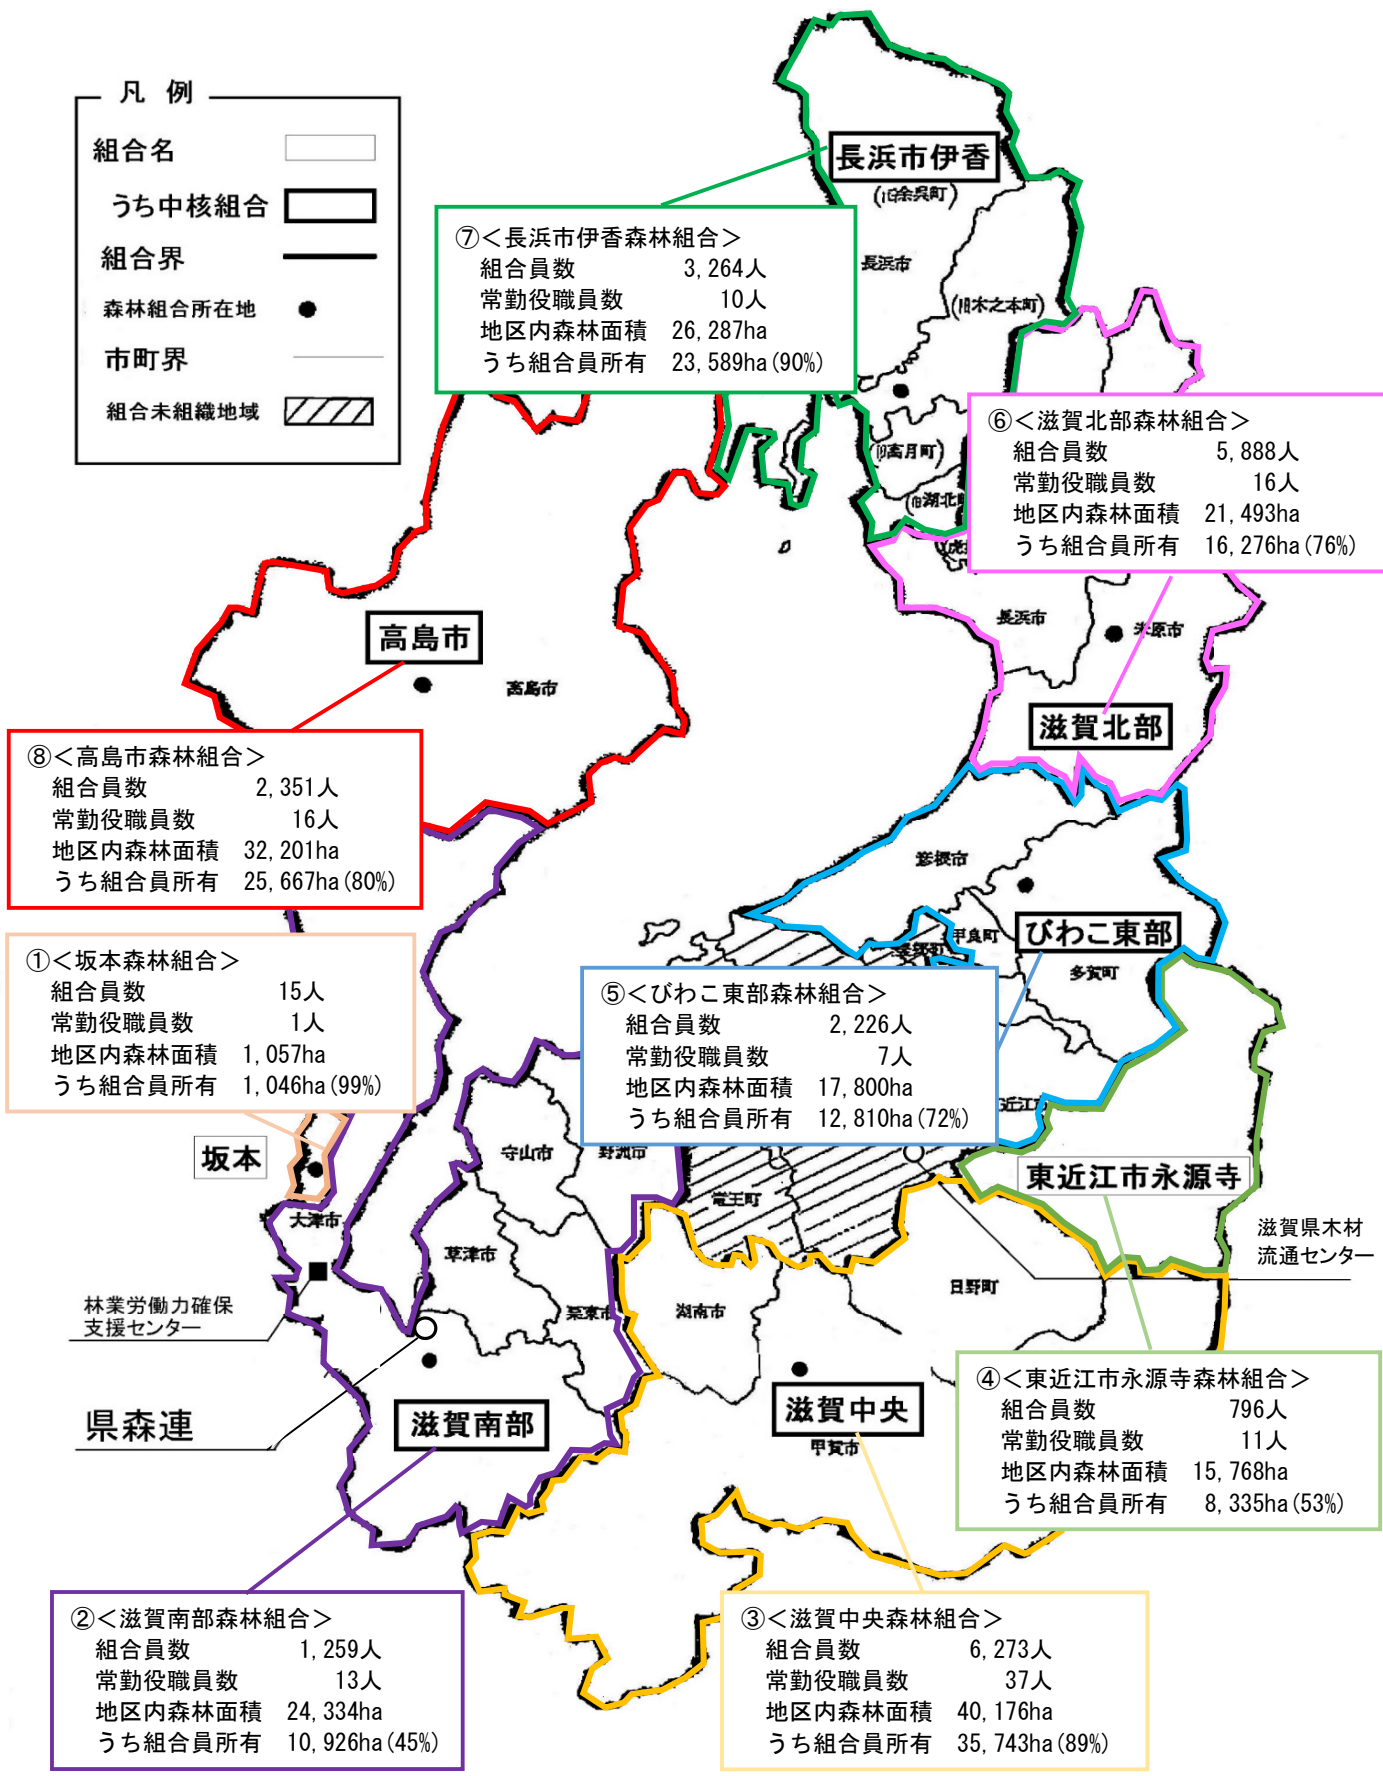 凡 例
組合名
うち中核組合
組合界
森林組合所在地
市町界
組合未組織地域
長浜市伊香
(旧余呉町)
長浜市
(旧木之本町)
⑦<長浜市伊香森林組合>
組合員数 3,264人
常勤役職員数 10人
地区内森林面積 26,287ha
うち組合員所有 23,589ha(90%)
(旧高月町)
(旧湖北町
⑥<滋賀北部森林組合>
組合員数 5,888人
常勤役職員数 16人
地区内森林面積 21,493ha
うち組合員所有 16,276ha(76%)
長浜市
米原市
滋賀北部
高島市
高島市
⑧<高島市森林組合>
組合員数 2,351人
常勤役職員数 16人
地区内森林面積 32,201ha
うち組合員所有 25,667ha(80%)
彦根市
甲良町
びわこ東部
多賀町
①<坂本森林組合>
組合員数 15人
常勤役職員数 1人
地区内森林面積 1,057ha
うち組合員所有 1,046ha(99%)
⑤<びわこ東部森林組合>
組合員数 2,226人
常勤役職員数 7人
地区内森林面積 17,800ha
うち組合員所有 12,810ha(72%)
近江
坂本
守山市
野洲市
竜王町
東近江市永源寺
大津市
草津市
栗東市
湖南市
日野町
滋賀県木材
流通センター
林業労働力確保
支援センター
県森連
滋賀南部
滋賀中央
甲賀市
④<東近江市永源寺森林組合>
組合員数 796人
常勤役職員数 11人
地区内森林面積 15,768ha
うち組合員所有 8,335ha(53%)
②<滋賀南部森林組合>
組合員数 1,259人
常勤役職員数 13人
地区内森林面積 24,334ha
うち組合員所有 10,926ha(45%)
③<滋賀中央森林組合>
組合員数 6,273人
常勤役職員数 37人
地区内森林面積 40,176ha
うち組合員所有 35,743ha(89%)